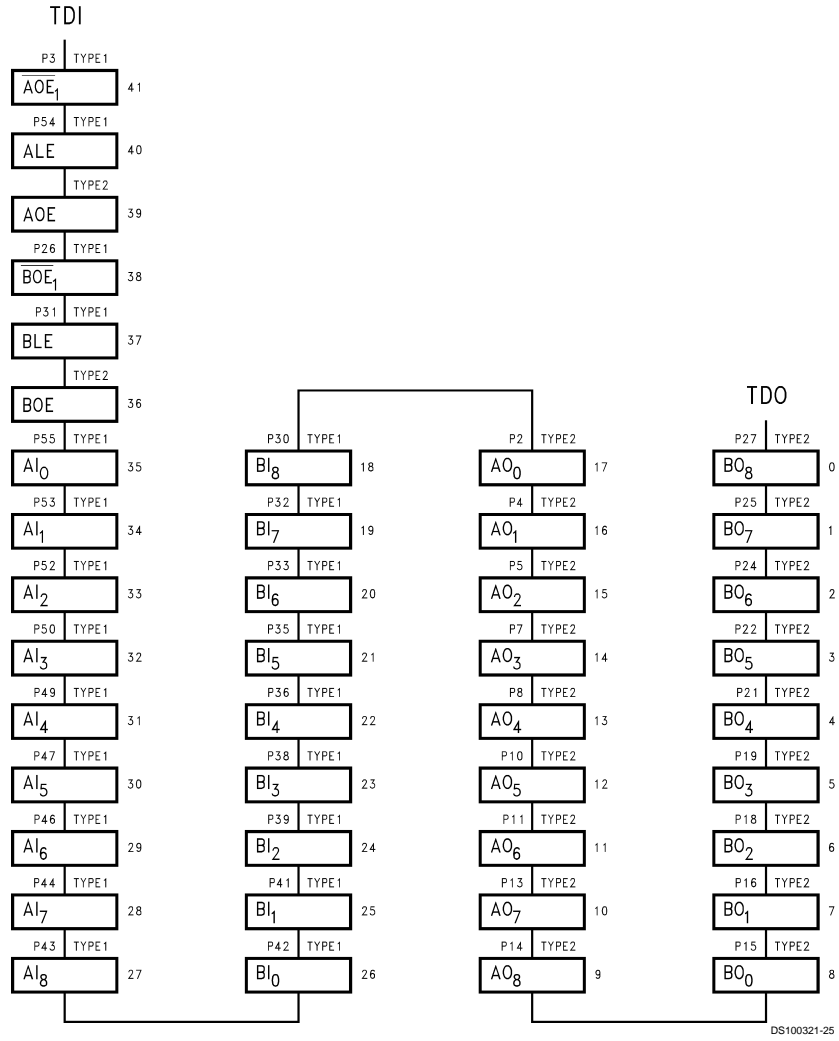 TDI
P3 TYPE1
AOE1 41
P54 TYPE1
ALE 40
TYPE2
AOE 39
P26 TYPE1
BOE1 38
P31 TYPE1
BLE 37
TYPE2
BOE 36
P55 TYPE1
AI0 35
P53 TYPE1
AI1 34
P52 TYPE1
AI2 33
P50 TYPE1
AI3 32
P49 TYPE1
AI4 31
P47 TYPE1
AI5 30
P46 TYPE1
AI6 29
P44 TYPE1
AI7 28
P43 TYPE1
AI8 27
P30 TYPE1
BI8 18
P32 TYPE1
BI7 19
P33 TYPE1
BI6 20
P35 TYPE1
BI5 21
P36 TYPE1
BI4 22
P38 TYPE1
BI3 23
P39 TYPE1
BI2 24
P41 TYPE1
BI1 25
P42 TYPE1
BI0 26
P2 TYPE2
AO0 17
P4 TYPE2
AO1 16
P5 TYPE2
AO2 15
P7 TYPE2
AO3 14
P8 TYPE2
AO4 13
P10 TYPE2
AO5 12
P11 TYPE2
AO6 11
P13 TYPE2
AO7 10
P14 TYPE2
AO8 9
TDO
P27 TYPE2
BO8 0
P25 TYPE2
BO7 1
P24 TYPE2
BO6 2
P22 TYPE2
BO5 3
P21 TYPE2
BO4 4
P19 TYPE2
BO3 5
P18 TYPE2
BO2 6
P16 TYPE2
BO1 7
P15 TYPE2
BO0 8
DS100321-25